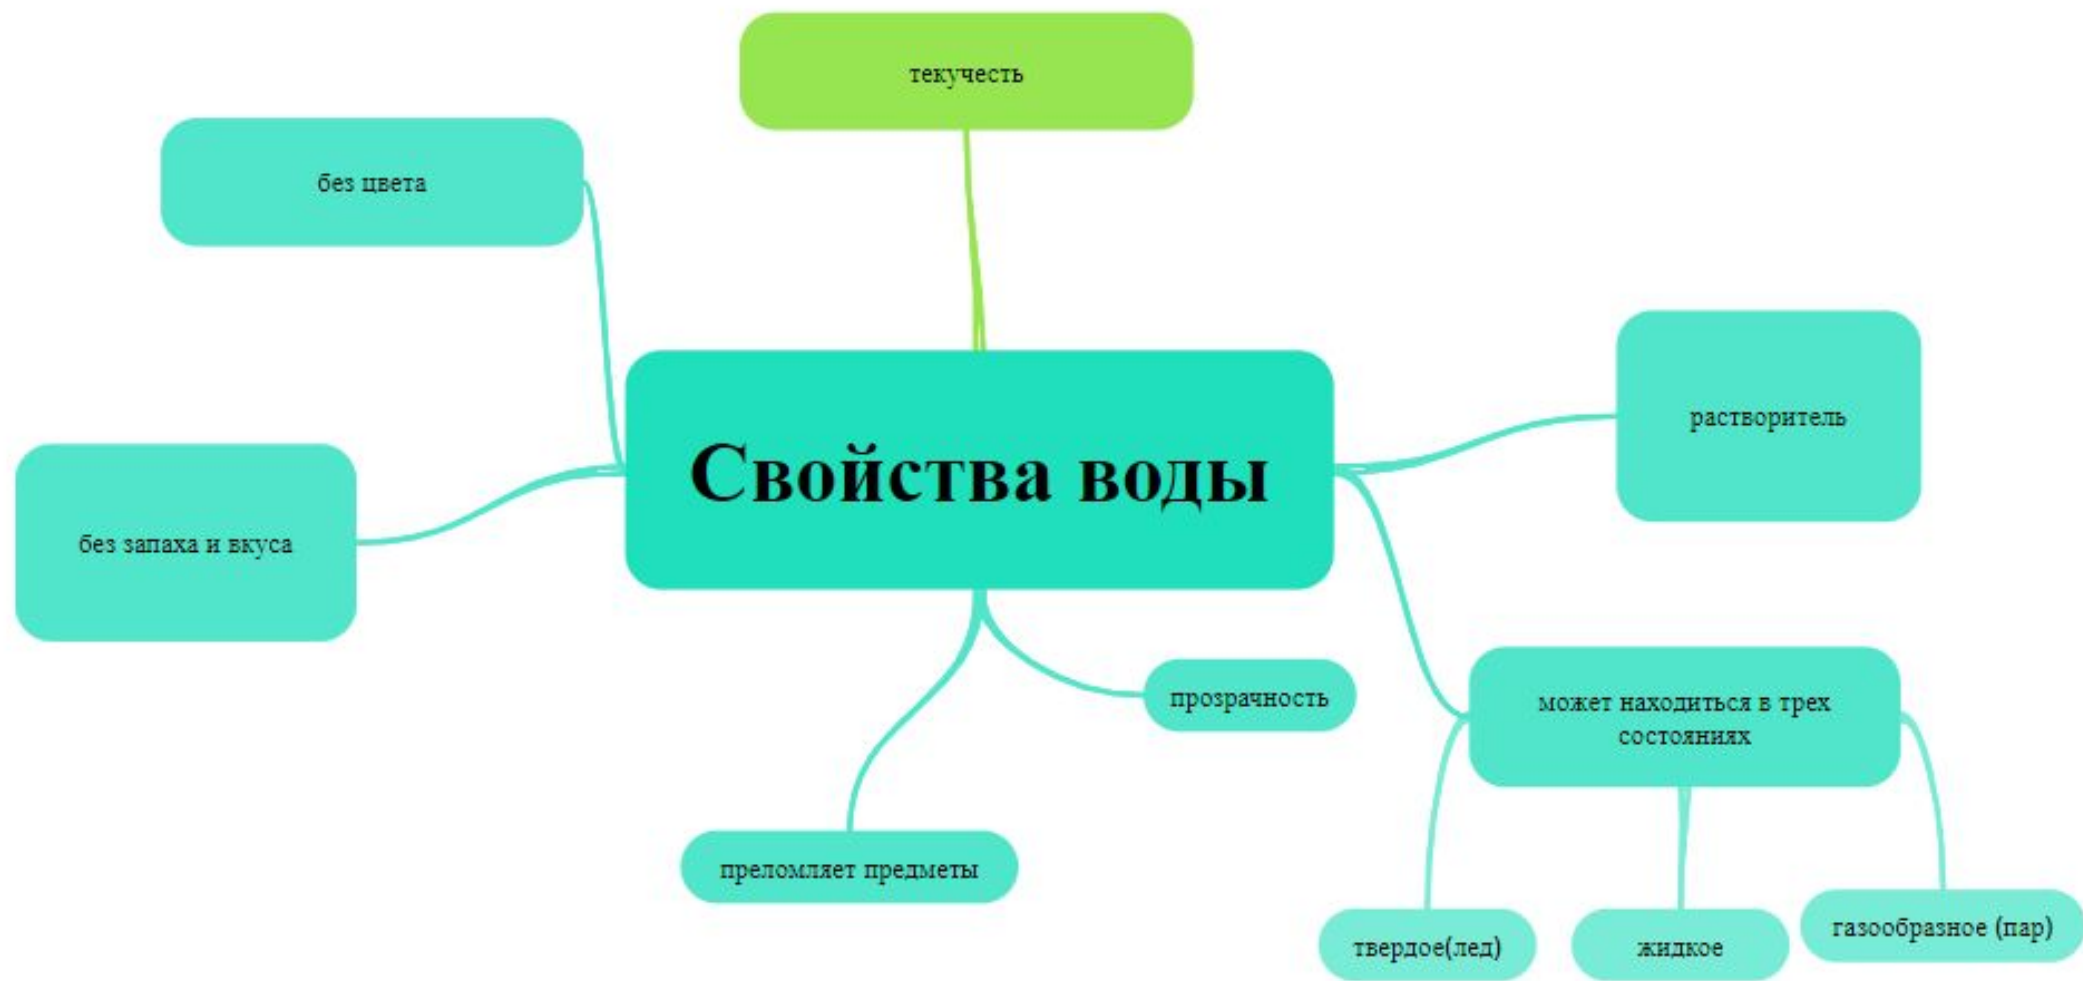 текучесть
без цвета
Свойства воды
растворитель
без запаха и вкуса
прозрачность
может находиться в трех
состояниях
преломляет предметы
твердое(лед)
жидкое
газообразное (пар)